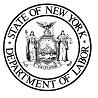 STATE OF NEW YORK
DEPARTMENT OF LABOR